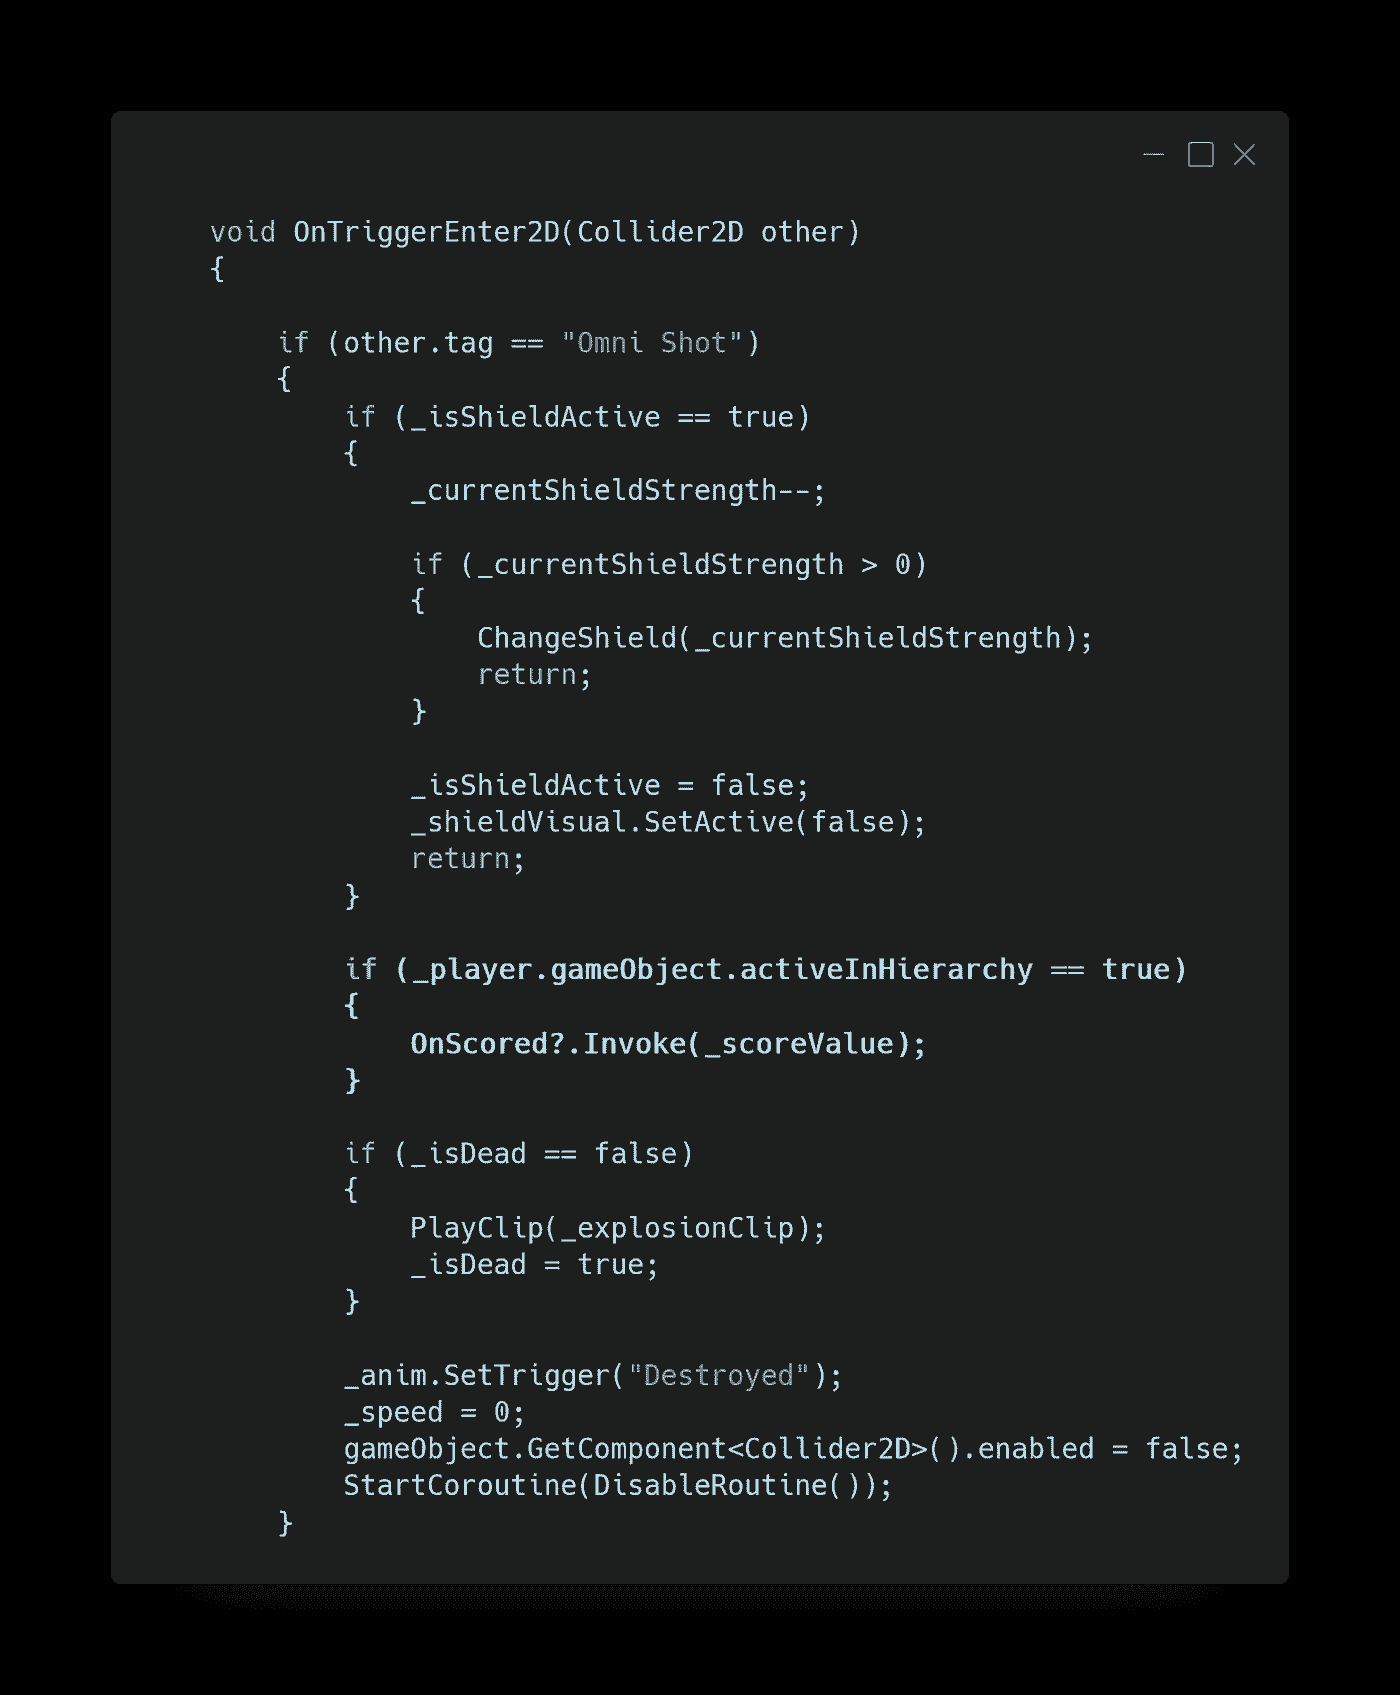 void OnTriggerEnter2D(Collider2D other)
{
if (other.tag == "Omni Shot")
{
if (_isShieldActive == true)
{
_currentShieldStrength--;
if (_currentShieldStrength > 0)
{
ChangeShield(_currentShieldStrength);
return;
}
_isShieldActive = false;
_shieldVisual.SetActive(false);
return;
}
if (_player.gameObject.activeInHierarchy == true)
{
OnScored?.Invoke(_scoreValue);
}
if (_isDead == false)
{
PlayClip(_explosionClip);
_isDead = true;
}
_anim.SetTrigger("Destroyed");
_speed = 0;
gameObject.GetComponent<Collider2D>().enabled = false;
StartCoroutine(DisableRoutine());
}